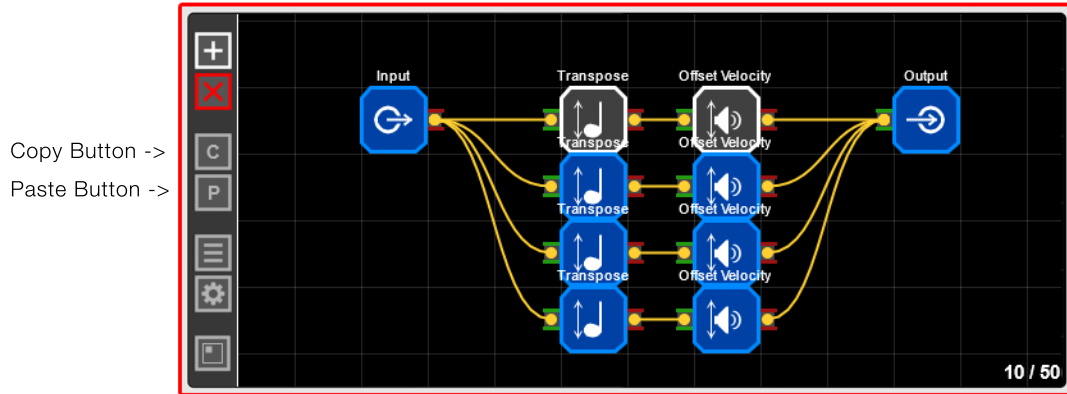 Input
Transpose
Offset Velocity
Output
Copy Button ->
C
Transpose
Offset Velocity
Paste Button ->
P
Transpose
Offset Velocity
Transpose
Offset Velocity
10 / 50